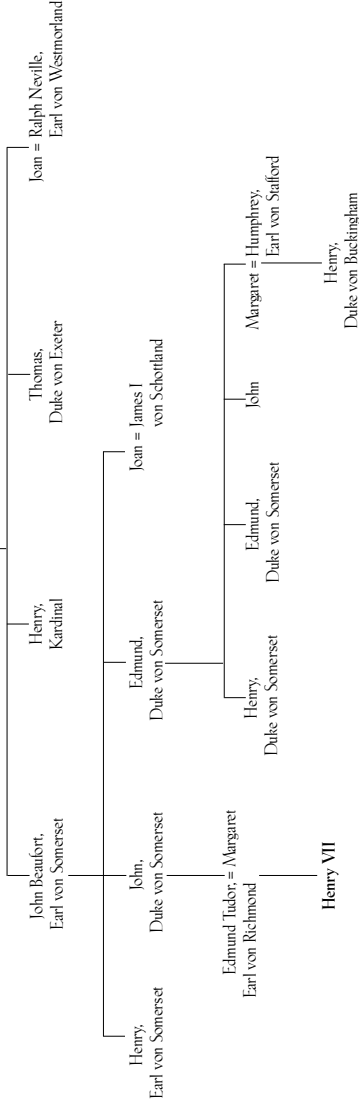 John Beaufort,
Earl von Somerset
Henry,
Kardinal
Thomas,
Duke von Exeter
Joan = Ralph Neville,
Earl von Westmorland
Henry,
Earl von Somerset
John,
Duke von Somerset
Edmund,
Duke von Somerset
Joan = James I
von Schottland
Edmund Tudor, = Margaret
Earl von Richmond
Henry,
Duke von Somerset
Edmund,
Duke von Somerset
John
Margaret = Humphrey,
Earl von Stafford
Henry VII
Henry,
Duke von Buckingham